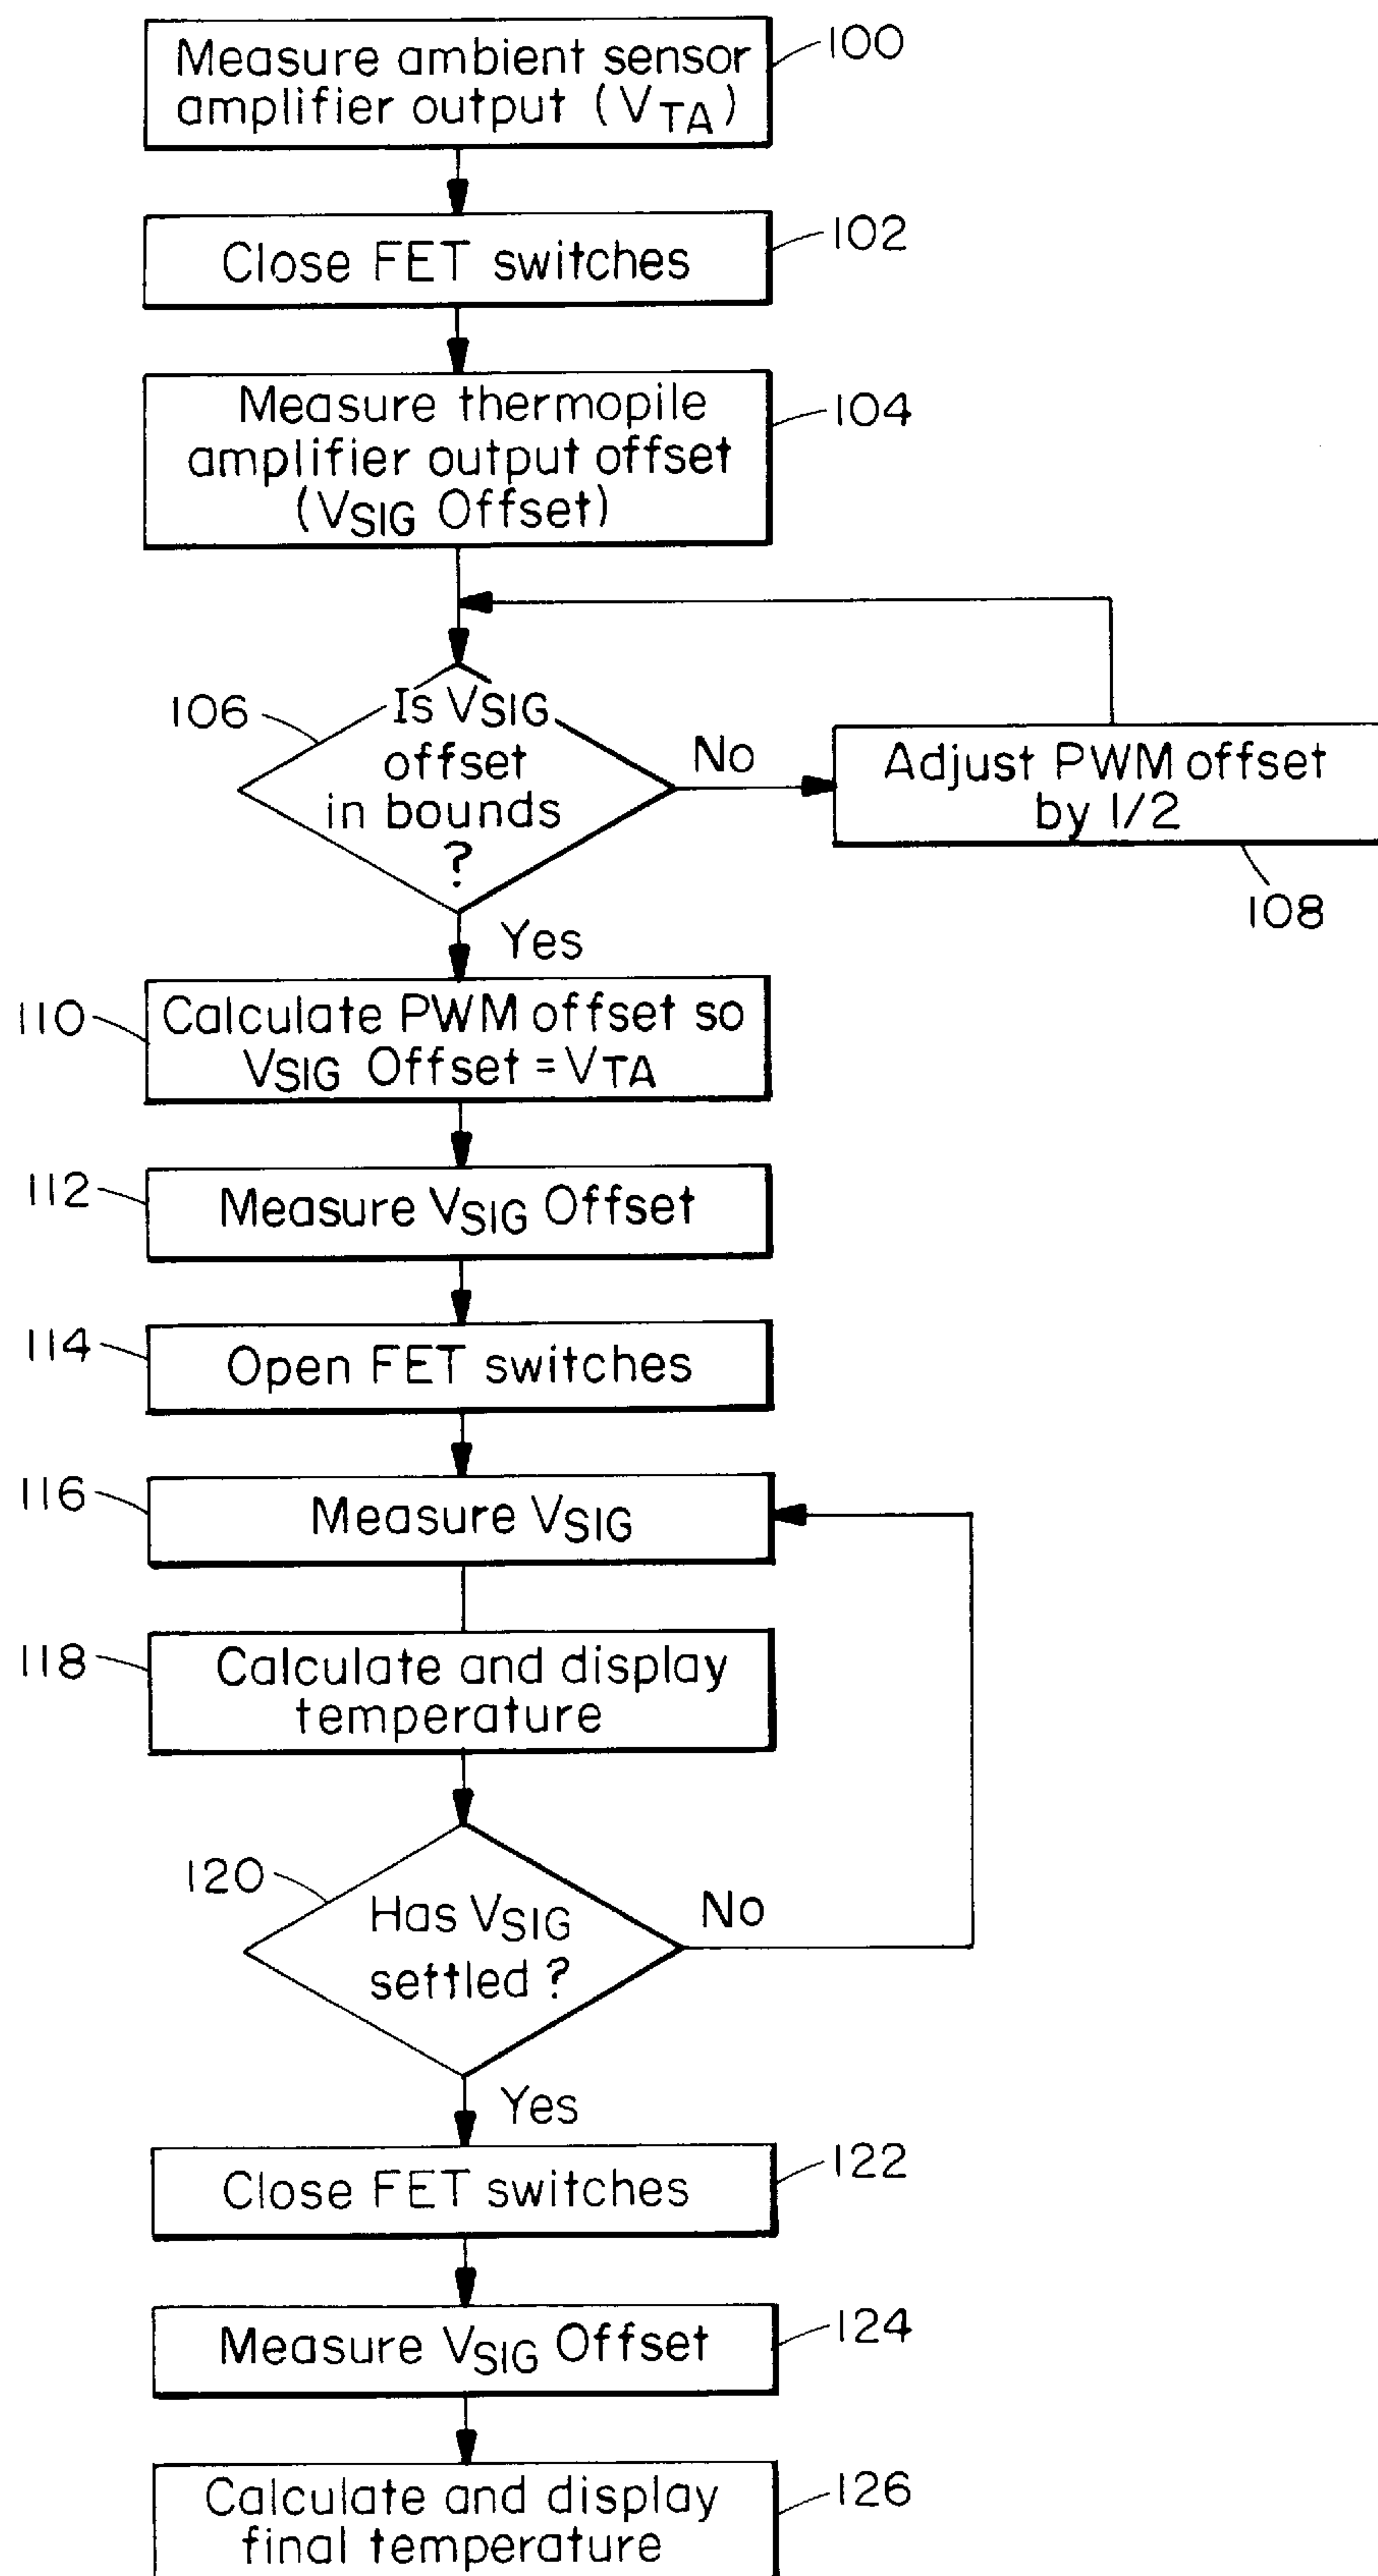 Measure ambient sensor
amplifier output (VTA)
100
Close FET switches
102
Measure thermopile
amplifier output offset
(VSIG Offset)
104
Is VSIG
offset
in bounds
?
106
No
Adjust PWM offset
by 1/2
108
Yes
110
Calculate PWM offset so
VSIG Offset = VTA
112
Measure VSIG Offset
114
Open FET switches
116
Measure VSIG
118
Calculate and display
temperature
120
Has VSIG
settled?
No
Yes
Close FET switches
122
Measure VSIG Offset
124
Calculate and display
final temperature
126